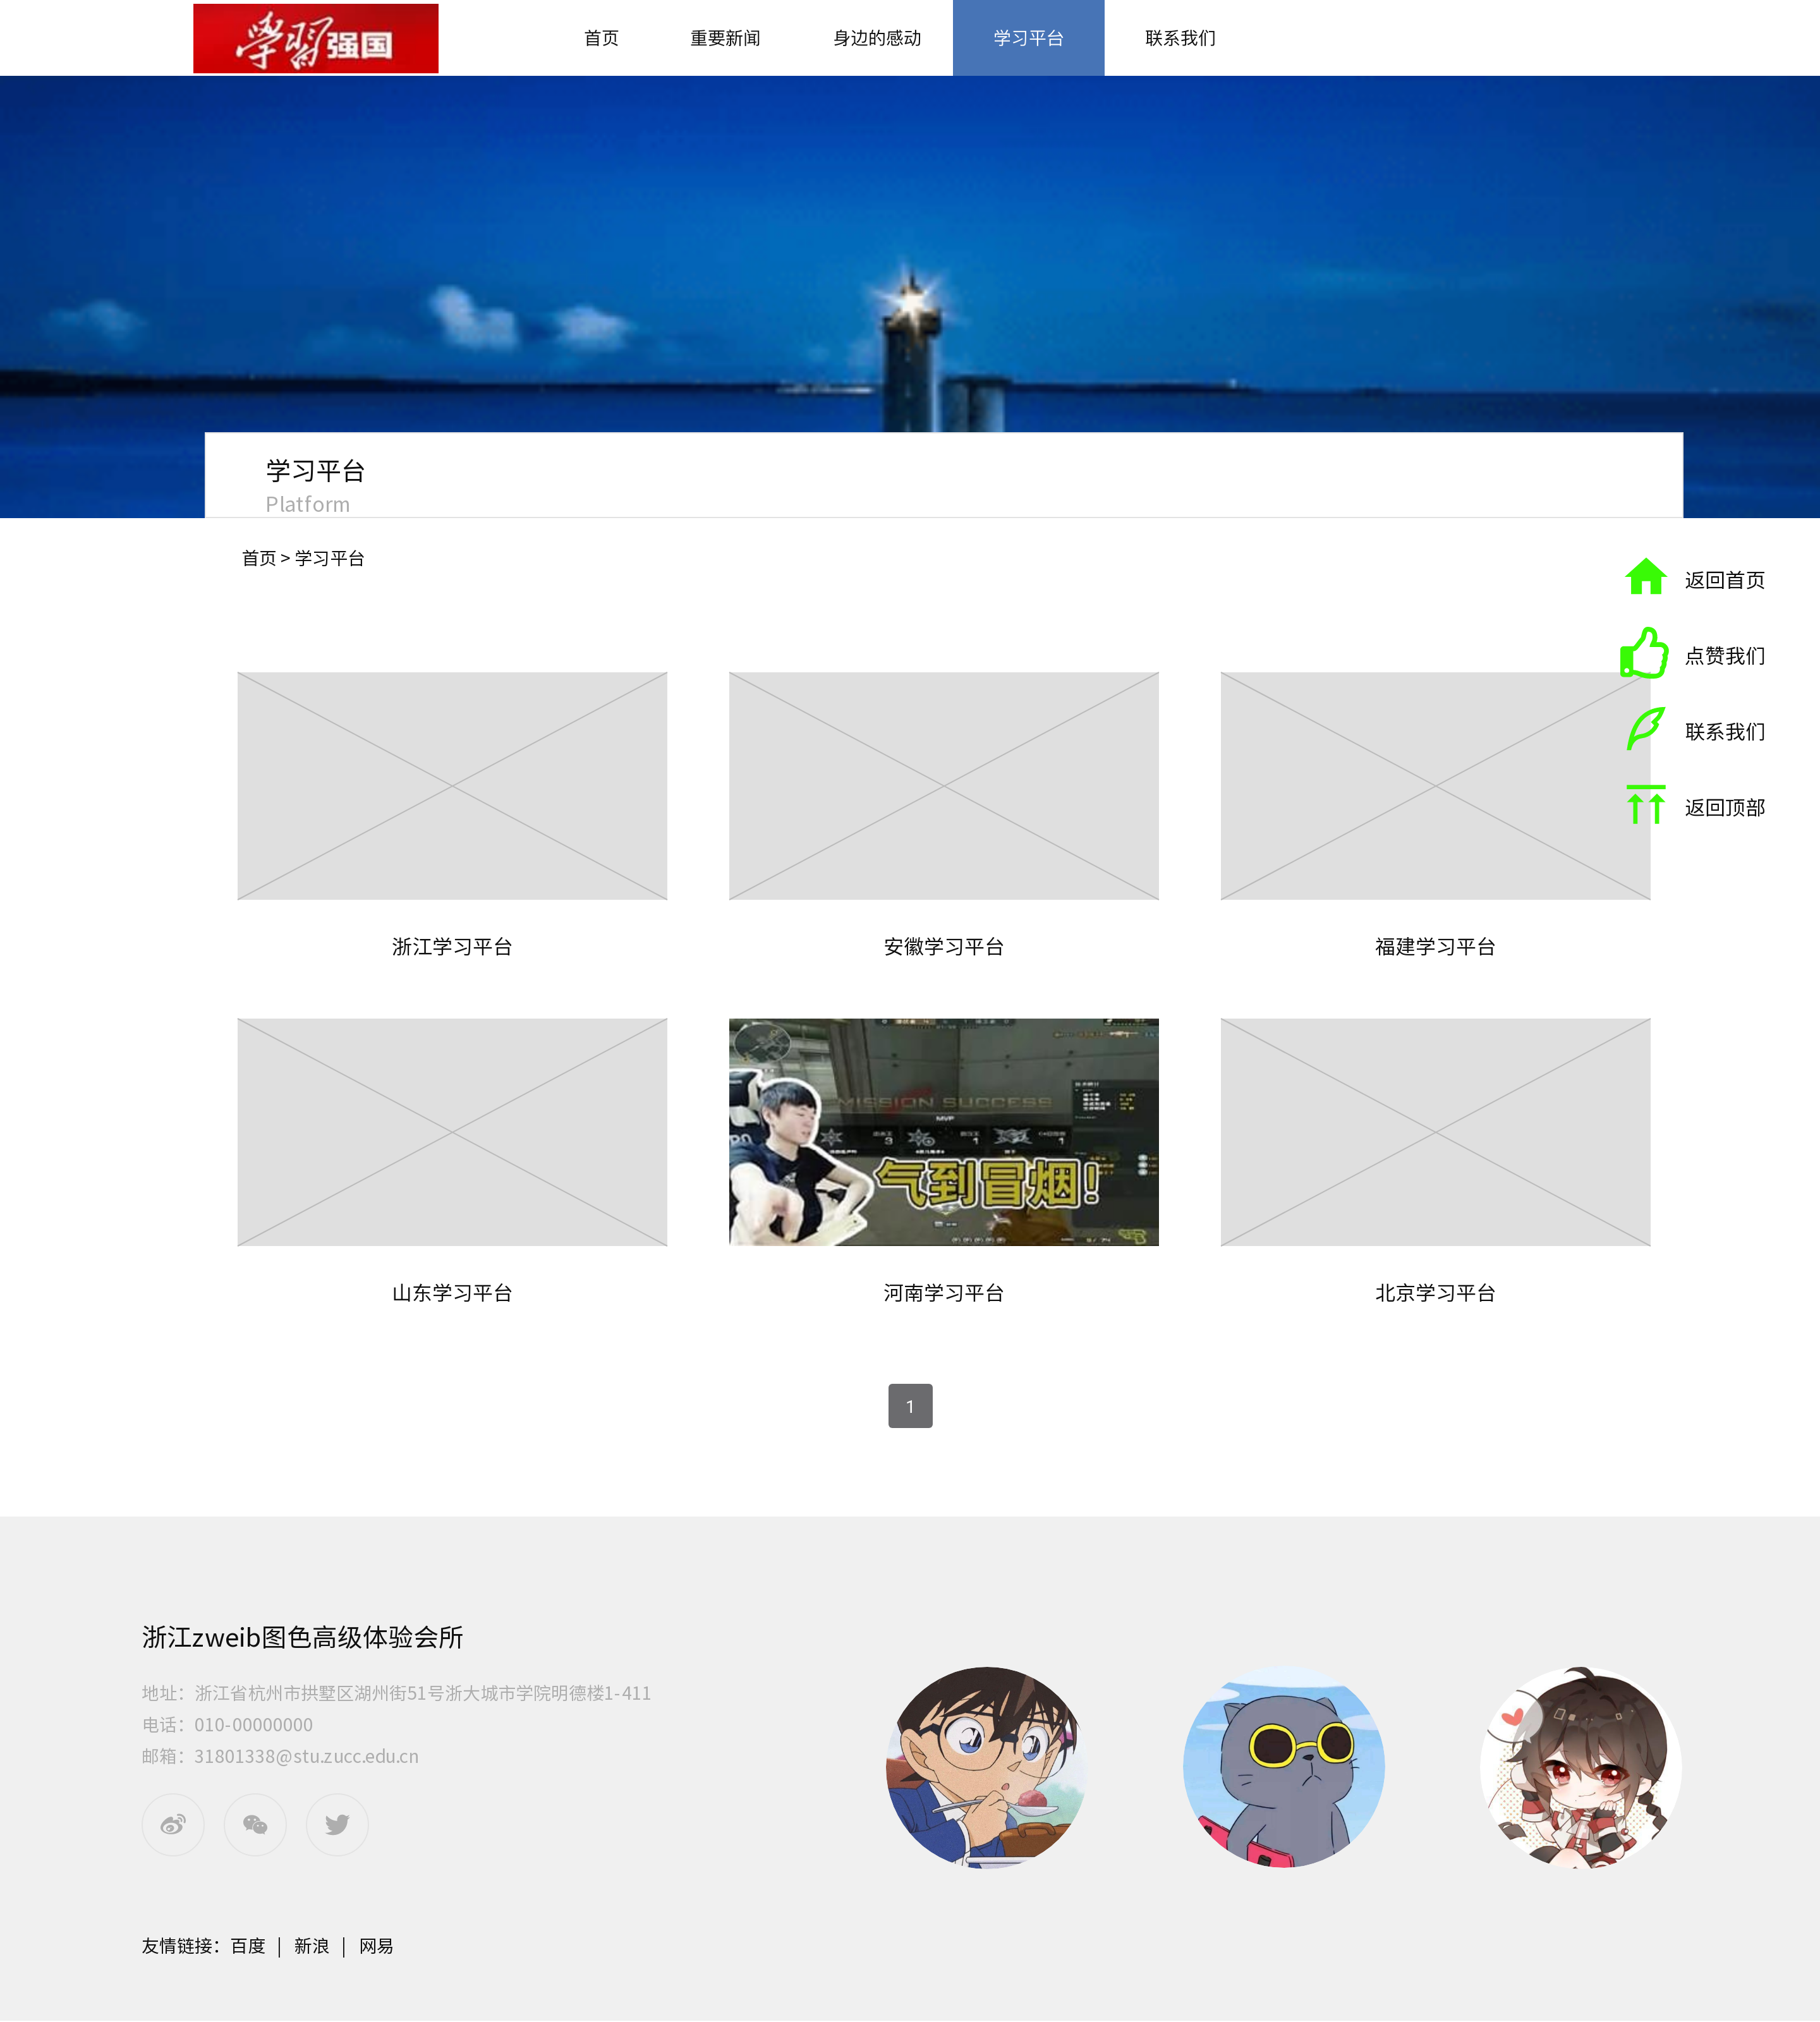 學習强国
首页 重要新闻 身边的感动 学习平台 联系我们
学习平台
Platform
首页 > 学习平台
返回首页
点赞我们
联系我们
返回顶部
浙江学习平台 安徽学习平台 福建学习平台
MISSION SUCCESS
MVP
3 1 1
气到冒烟!
山东学习平台 河南学习平台 北京学习平台
1
浙江zweib图色高级体验会所
地址：浙江省杭州市拱墅区湖州街51号浙大城市学院明德楼1-411
电话：010-00000000
邮箱：31801338@stu.zucc.edu.cn
友情链接：百度 | 新浪 | 网易